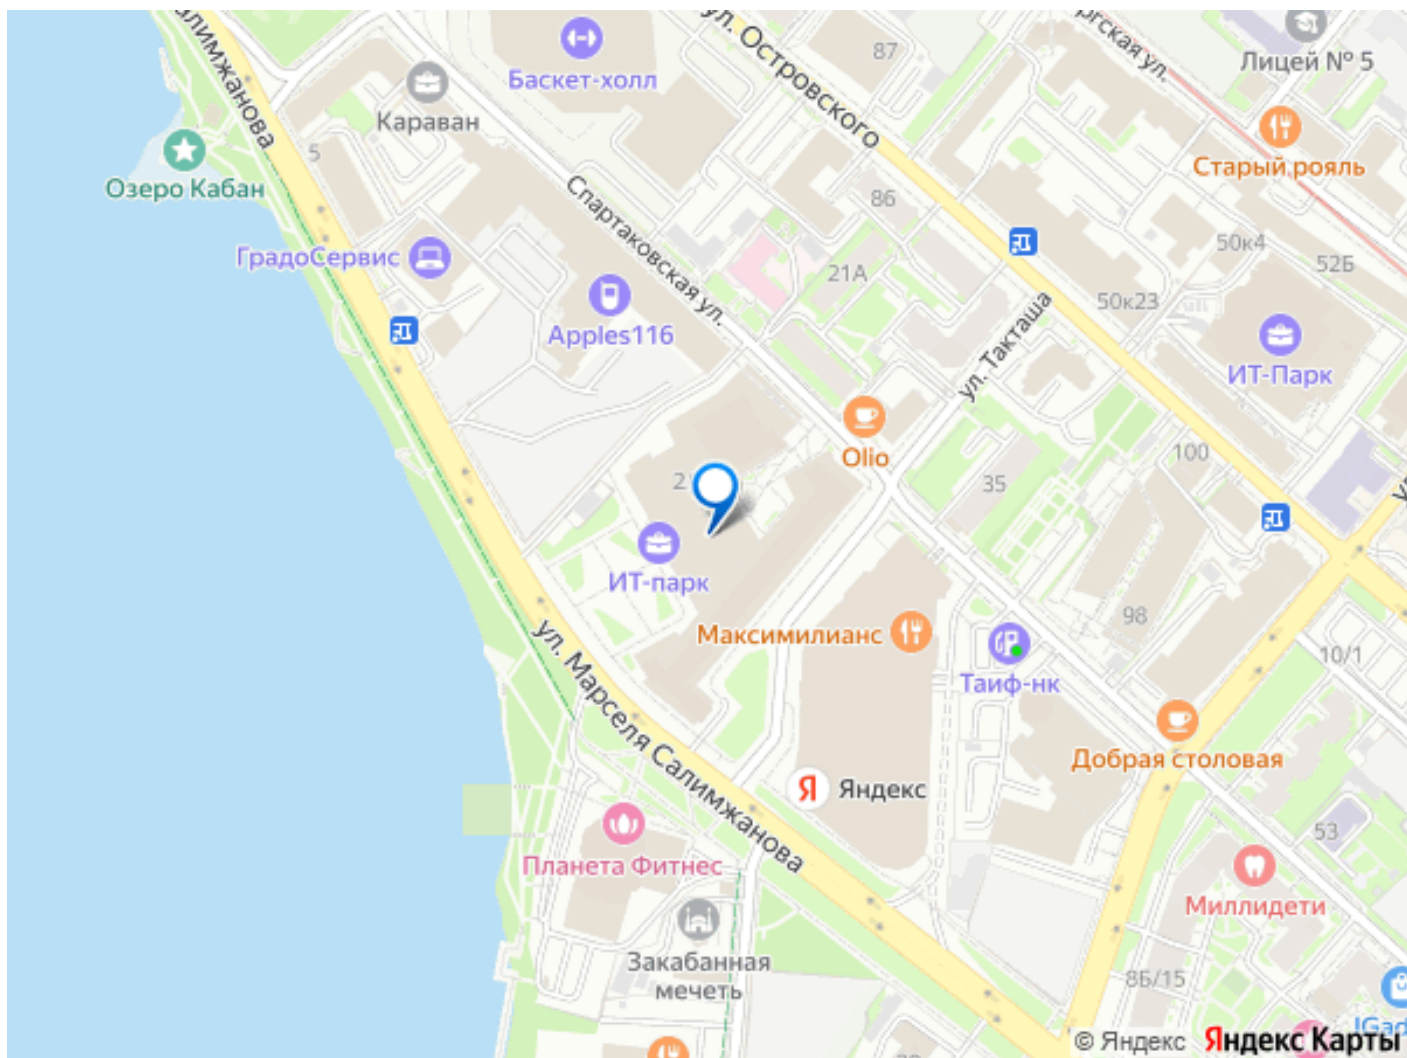 ул. Островского
87
Лицей № 5
Баскет-холл
Караван
Старый рояль
5
Озеро Кабан
Спартаковская ул.
86
ГрадоСервис
21А
50к4
52Б
50к23
Apples116
ул. Такташа
ИТ-Парк
Olio
100
2
35
ИТ-парк
98
Максимилианс
10/1
Таиф-нк
ул. Марселя Салимжанова
Добрая столовая
Я Яндекс
53
Планета Фитнес
Миллидети
Закабанная
мечеть
8Б/15
© Яндекс Яндекс Карты